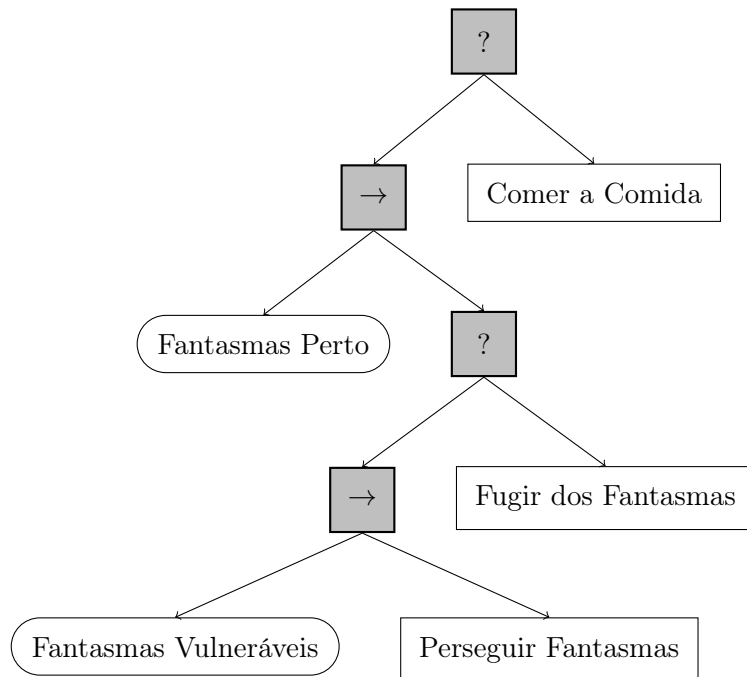 ?
→
Comer a Comida
Fantasmas Perto
?
→
Fugir dos Fantasmas
Fantasmas Vulneráveis
Perseguir Fantasmas